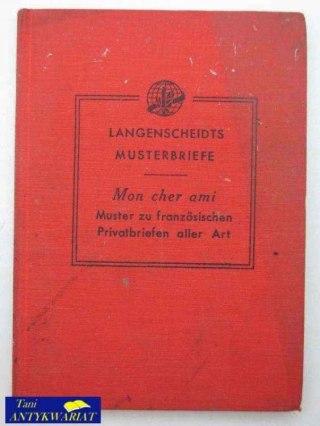 LANGENSCHEIDTS
MUSTERBRIEFE
Mon cher ami
Muster zu französischen
Privatbriefen aller Art
Tani
ANTYKWARIAT